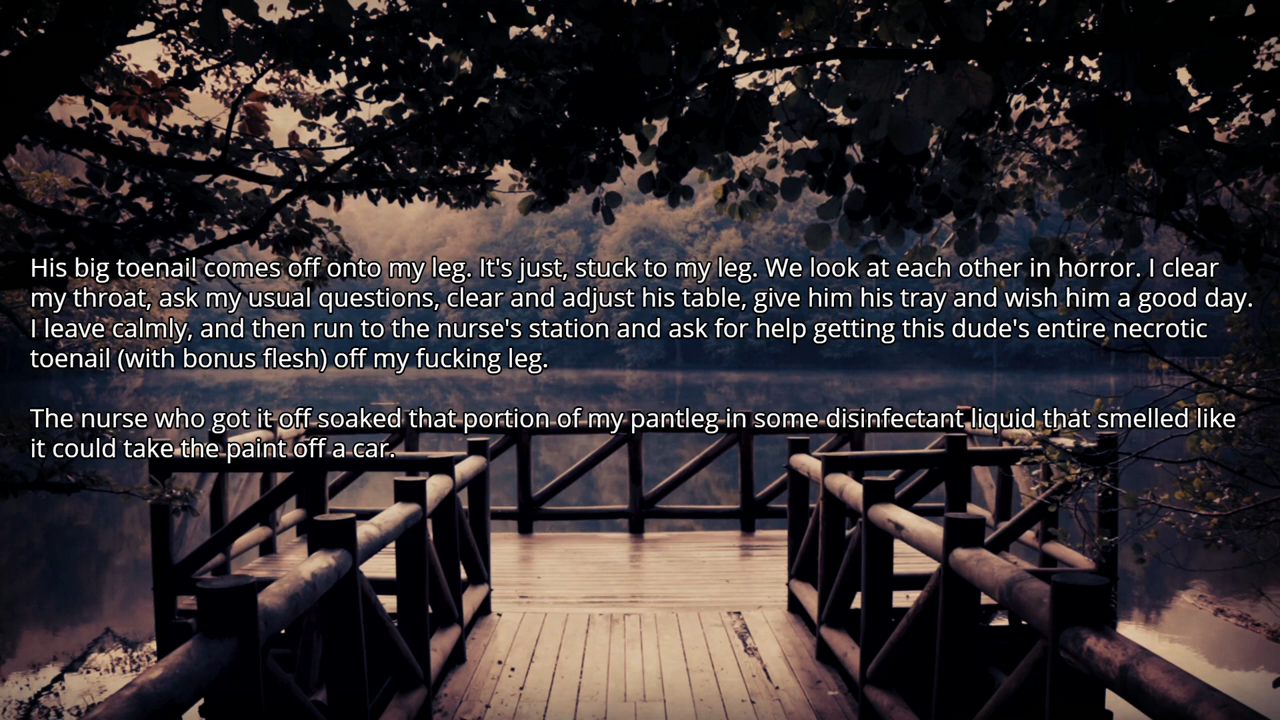 His big toenail comes off onto my leg. It's just, stuck to my leg. We look at each other in horror. I clear
my throat, ask my usual questions, clear and adjust his table, give him his tray and wish him a good day.
I leave calmly, and then run to the nurse's station and ask for help getting this dude's entire necrotic
toenail (with bonus flesh) off my fucking leg.
The nurse who got it off soaked that portion of my pantleg in some disinfectant liquid that smelled like
it could take the paint off a car.